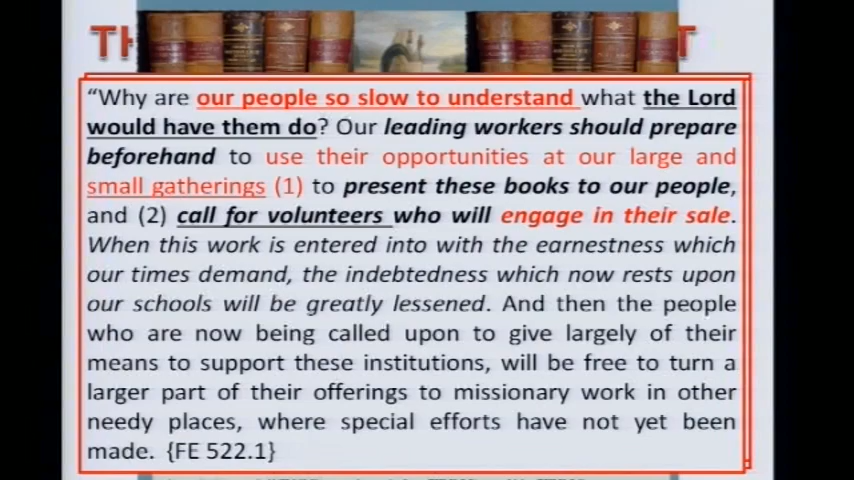 “Why are our people so slow to understand what the Lord
would have them do? Our leading workers should prepare
beforehand to use their opportunities at our large and
small gatherings (1) to present these books to our people,
and (2) call for volunteers who will engage in their sale.
When this work is entered into with the earnestness which
our times demand, the indebtedness which now rests upon
our schools will be greatly lessened. And then the people
who are now being called upon to give largely of their
means to support these institutions, will be free to turn a
larger part of their offerings to missionary work in other
needy places, where special efforts have not yet been
made. {FE 522.1}